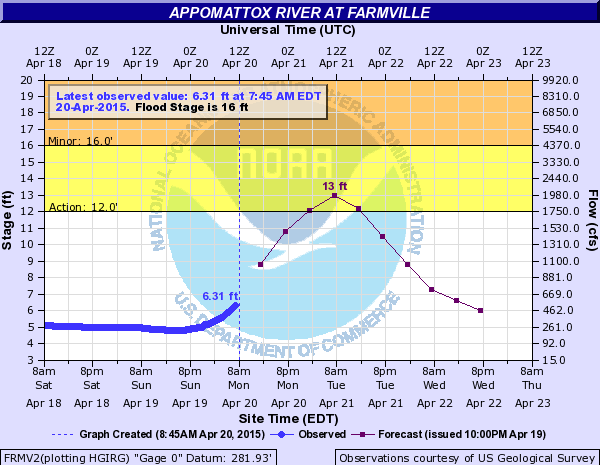 APPOMATTOX RIVER AT FARMVILLE
Universal Time (UTC)
12Z 0Z 12Z 0Z 12Z 0Z 12Z 0Z 12Z 0Z 12Z
Apr 18 Apr 19 Apr 19 Apr 20 Apr 20 Apr 21 Apr 21 Apr 22 Apr 22 Apr 23 Apr 23
Latest observed value: 6.31 ft at 7:45 AM EDT
20-Apr-2015. Flood Stage is 16 ft
Minor: 16.0'
Action: 12.0'
13 ft
6.31 ft
Stage (ft)
20
19
18
17
16
15
14
13
12
11
10
9
8
7
6
5
4
3
Flow (cfs)
9920.0
8310.0
6850.0
5540.0
4370.0
3330.0
2440.0
1980.0
1750.0
1530.0
1310.0
1100.0
881.0
669.0
462.0
261.0
92.0
15.0
NOAA
NATIONAL OCEANIC AND ATMOSPHERIC ADMINISTRATION
U.S. DEPARTMENT OF COMMERCE
8am 8pm 8am 8pm 8am 8pm 8am 8pm 8am 8pm 8am
Sat Sat Sun Sun Mon Mon Tue Tue Wed Wed Thu
Apr 18 Apr 18 Apr 19 Apr 19 Apr 20 Apr 20 Apr 21 Apr 21 Apr 22 Apr 22 Apr 23
Site Time (EDT)
Graph Created (8:45AM Apr 20, 2015) Observed Forecast (issued 10:00PM Apr 19)
FRMV2(plotting HGIRG) "Gage 0" Datum: 281.93'
Observations courtesy of US Geological Survey